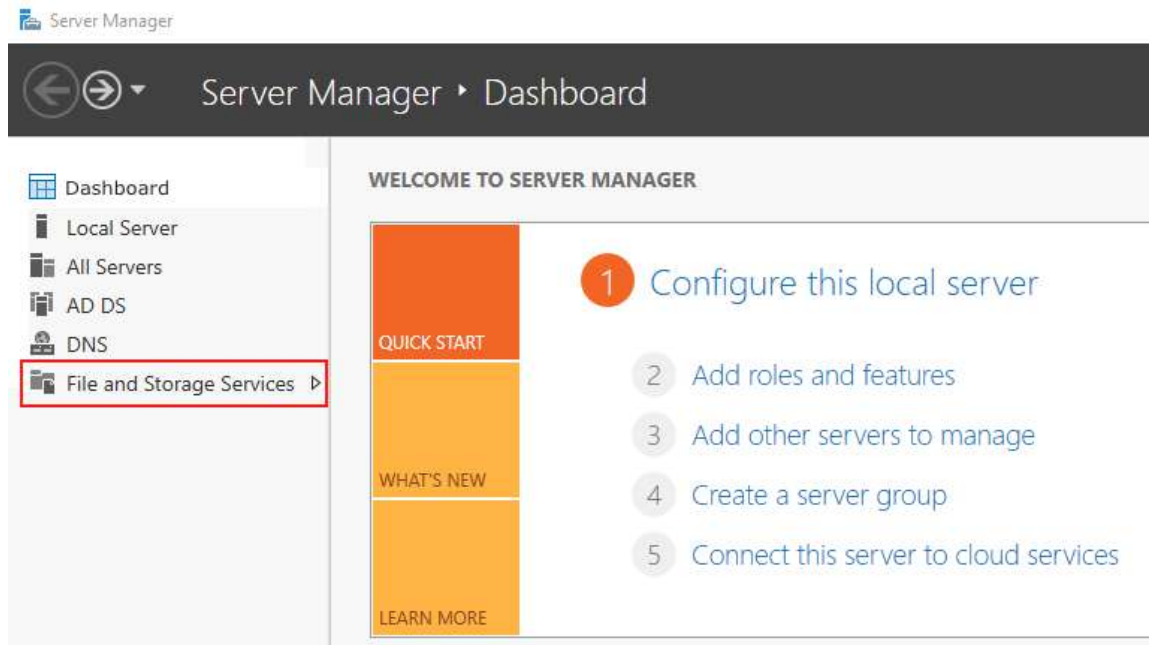 Server Manager
Server Manager ‣ Dashboard
Dashboard
Local Server
All Servers
AD DS
DNS
File and Storage Services
WELCOME TO SERVER MANAGER
QUICK START
WHAT'S NEW
LEARN MORE
1 Configure this local server
2 Add roles and features
3 Add other servers to manage
4 Create a server group
5 Connect this server to cloud services